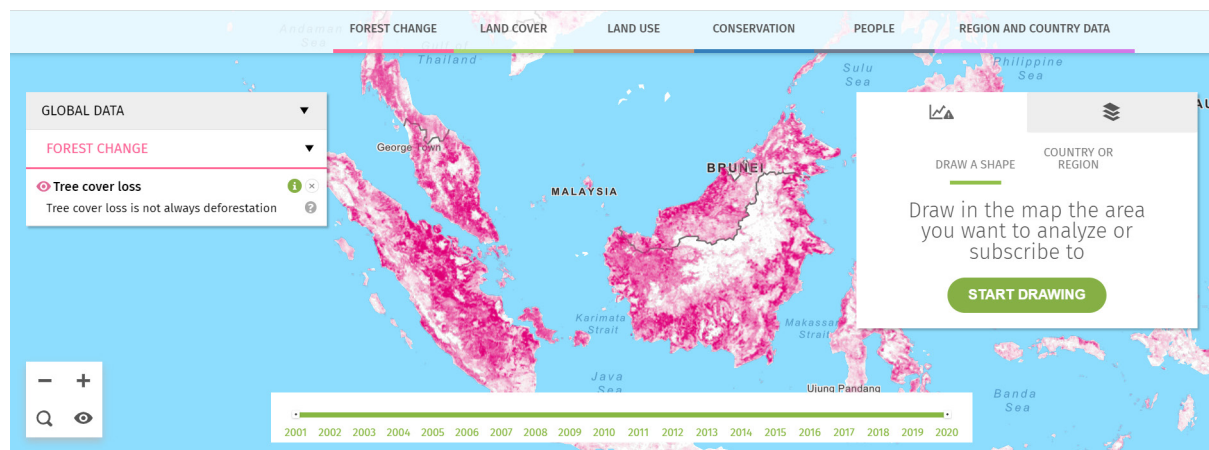 FOREST CHANGE
LAND COVER
LAND USE
CONSERVATION
PEOPLE
REGION AND COUNTRY DATA
Andaman
Sea
Gulf of
Thailand
Sulu
Sea
Philippine
Sea
GLOBAL DATA
FOREST CHANGE
Tree cover loss
Tree cover loss is not always deforestation
George Town
MALAYSIA
BRUNEI
DRAW A SHAPE
COUNTRY OR
REGION
Draw in the map the area
you want to analyze or
subscribe to
START DRAWING
Karimata
Strait
Makassar
Strait
Java
Sea
Ujung Pandang
Banda
Sea
2001 2002 2003 2004 2005 2006 2007 2008 2009 2010 2011 2012 2013 2014 2015 2016 2017 2018 2019 2020